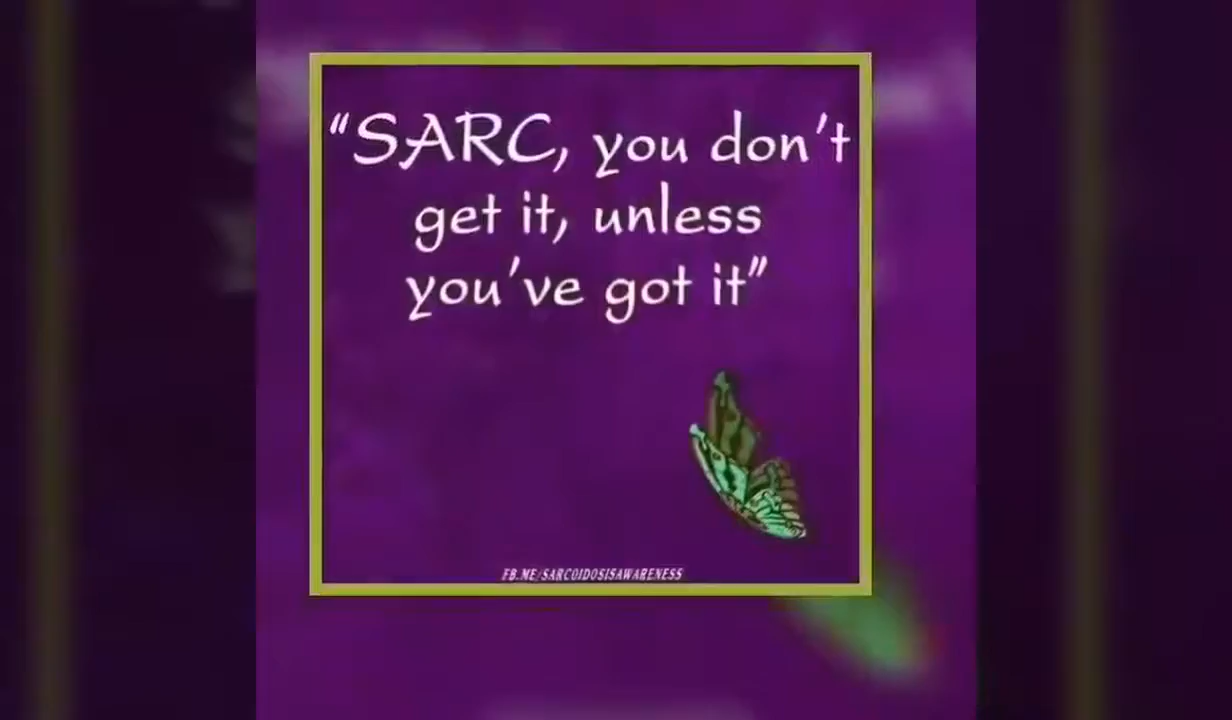 "SARC, you don't
get it, unless
you've got it"
FB.ME/SARCOIDOSISAWARENESS